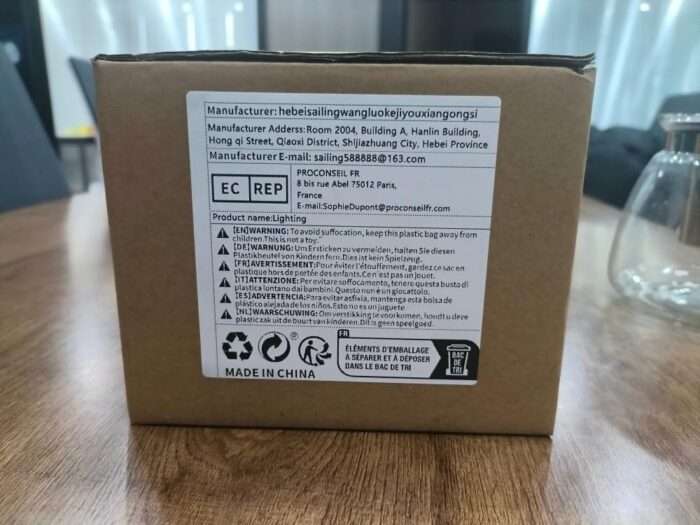 Manufacturer: hebeisailingwangluokejiyouxiangongsi
Manufacturer Adderss:Room 2004, Building A, Hanlin Building,
Hong qi Street, Qiaoxi District, Shijiazhuang City, Hebei Province
Manufacturer E-mail: sailing588888@163.com
EC REP
PROCONSEIL FR
8 bis rue Abel 75012 Paris,
France
E-mail:SophieDupont@proconseilfr.com
Product name:Lighting
[EN]WARNING: To avoid suffocation, keep this plastic bag away from
children.This is not a toy."
[DE]WARNUNG: Um Ersticken zu vermeiden, halten Sie diesen
Plastikbeutel von Kindern fern.Dies ist kein Spielzeug.
[FR]AVERTISSEMENT:Pour éviter l'étouffement, gardez ce sac en
plastique hors de portée des enfants.Ce n'est pas un jouet.
[IT]ATTENZIONE: Per evitare soffocamento, tenere questa busta di
plastica lontano dai bambini.Questo non è un giocattolo.
[ES]ADVERTENCIA: Para evitar asfixia, mantenga esta bolsa de
plástico alejada de los niños. Esto no es un juguete
[NL]WAARSCHUWING: Om verstikking te voorkomen, houdt u deze
plastic zak uit de buurt van kinderen. Dit is geen speelgoed.
FR
ÉLÉMENTS D'EMBALLAGE
À SÉPARER ET À DÉPOSER
DANS LE BAC DE TRI
BAC
DE
TRI
MADE IN CHINA